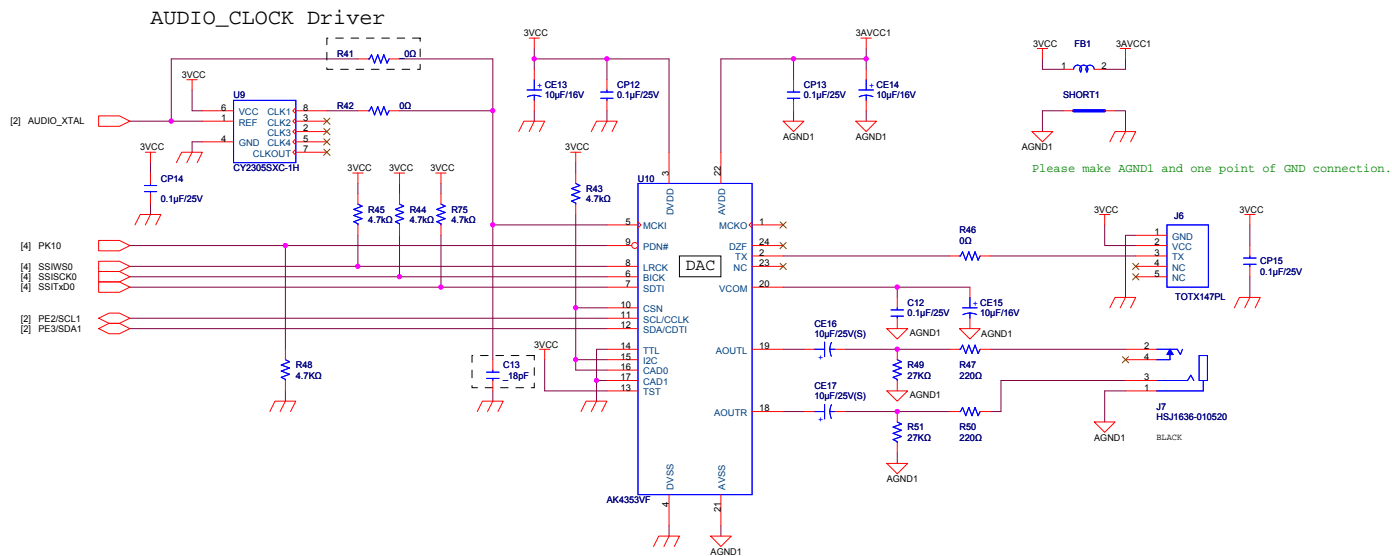 AUDIO_CLOCK Driver
R41 _0Ω
3VCC
U9
6 VCC CLK1 8
1 REF CLK2 3
CLK3 2
4 GND CLK4 5
CLKOUT 7
CY2305SXC-1H
R42 0Ω
[2] AUDIO_XTAL
3VCC
CP14
0.1µF/25V
3VCC
CE13
10µF/16V
CP12
0.1µF/25V
3AVCC1
CP13
0.1µF/25V
CE14
10µF/16V
AGND1
AGND1
3VCC FB1 3AVCC1
1 2
SHORT1
AGND1
Please make AGND1 and one point of GND connection.
3VCC 3VCC 3VCC
R45
4.7kΩ
R44
4.7kΩ
R75
4.7kΩ
3VCC
R43
4.7kΩ
[4] PK10
[4] SSIWS0
[4] SSISCK0
[4] SSITxD0
[2] PE2/SCL1
[2] PE3/SDA1
R48
4.7KΩ
C13
_18pF
3VCC
U10
3 DVDD
22 AVDD
5 MCKI
9 PDN#
8 LRCK
6 BICK
7 SDTI
10 CSN
11 SCL/CCLK
12 SDA/CDTI
14 TTL
15 I2C
16 CAD0
17 CAD1
13 TST
DAC
MCKO 1
DZF 24
TX 2
NC 23
VCOM 20
AOUTL 19
AOUTR 18
DVSS 4
AVSS 21
AK4353VF
AGND1
R46
0Ω
3VCC
J6
1 GND
2 VCC
3 TX
4 NC
5 NC
TOTX147PL
3VCC
CP15
0.1µF/25V
C12
0.1µF/25V
AGND1
CE15
10µF/16V
AGND1
CE16
10µF/25V(S)
R49
27KΩ
AGND1
R47
220Ω
CE17
10µF/25V(S)
R51
27KΩ
AGND1
R50
220Ω
2
4
3
1
AGND1
J7
HSJ1636-010520
BLACK